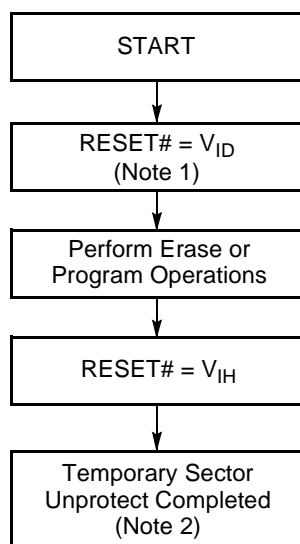 START
RESET# = V_ID
(Note 1)
Perform Erase or
Program Operations
RESET# = V_IH
Temporary Sector
Unprotect Completed
(Note 2)